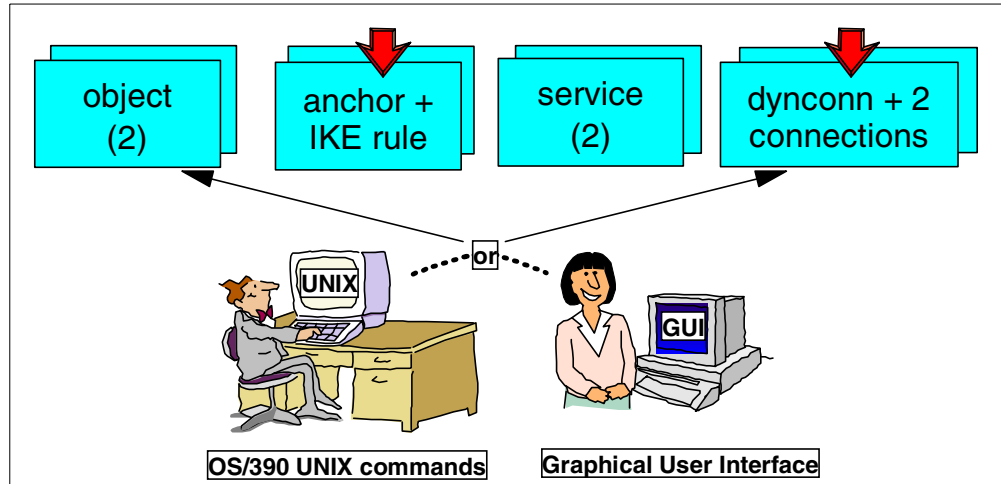 object
(2)
anchor +
IKE rule
service
(2)
dynconn + 2
connections
or
UNIX
GUI
OS/390 UNIX commands
Graphical User Interface